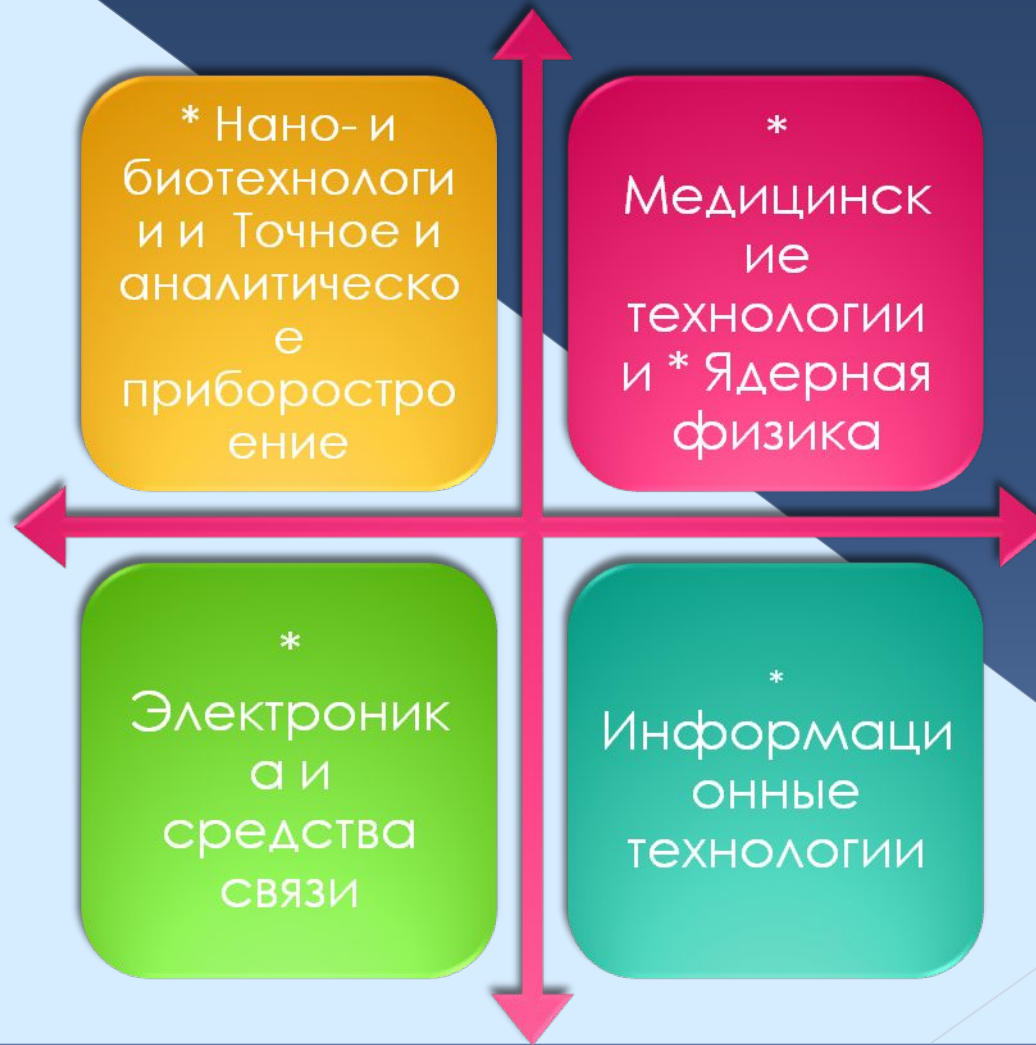 * Нано- и
биотехнологи
и и Точное и
аналитическо
е
приборостро
ение
*
Медицинск
ие
технологии
и * Ядерная
физика
*
Электроник
а и
средства
связи
*
Информаци
онные
технологии